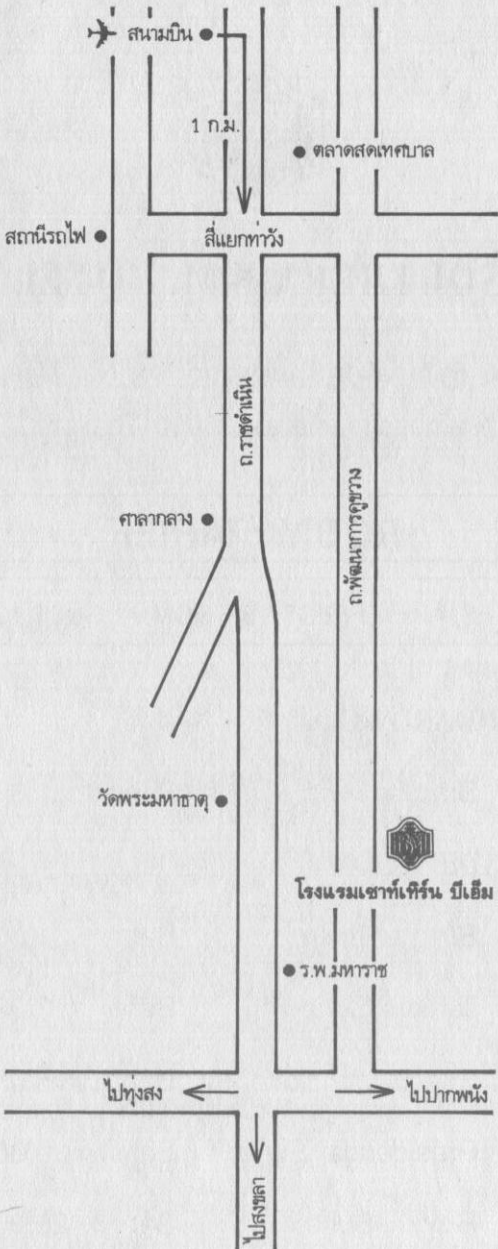 สนามบิน
1 ก.ม.
ตลาดสดเทศบาล
สถานีรถไฟ
สี่แยกท่าวัง
ถ.ราชดำเนิน
ศาลากลาง
ถ.พัฒนาการคูขวาง
วัดพระมหาธาตุ
โรงแรมเซาท์เทิร์น บีเอ็ม
ร.พ.มหาราช
ไปทุ่งสง
ไปปากพนัง
ไปสงขลา